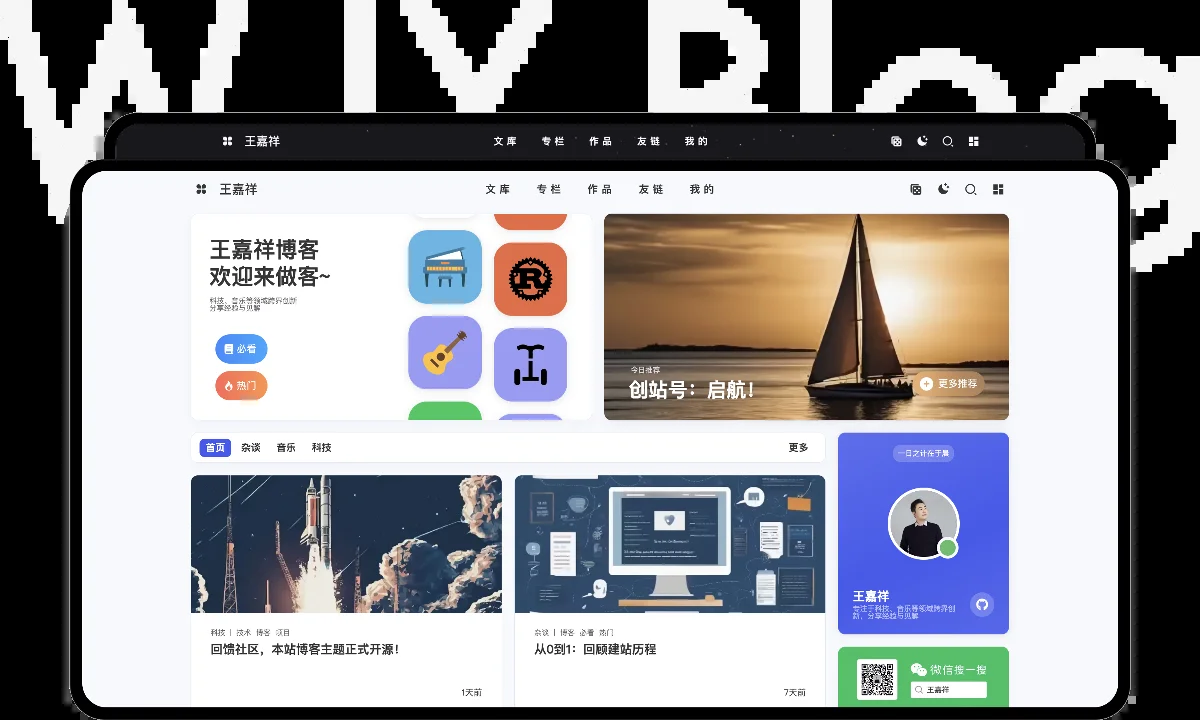 WJY Blog
王嘉祥
文库 专栏 作品 友链 我的
王嘉祥
文库 专栏 作品 友链 我的
王嘉祥博客
欢迎来做客~
科技、音乐等领域跨界创新
分享经验与见解
必看
热门
今日推荐
创站号：启航！
更多推荐
首页 杂谈 音乐 科技
更多
科技 | 技术 博客 项目
回馈社区，本站博客主题正式开源！
1天前
杂谈 | 博客 必看 热门
从0到1：回顾建站历程
7天前
一日之计在于晨
王嘉祥
专注于科技、音乐等领域跨界创
新，分享经验与见解
微信搜一搜
王嘉祥